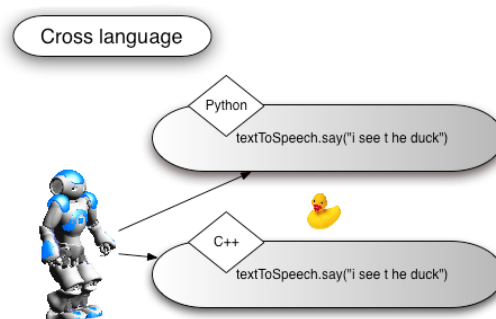 Cross language
Python
textToSpeech.say("i see t he duck")
C++
textToSpeech.say("i see t he duck")